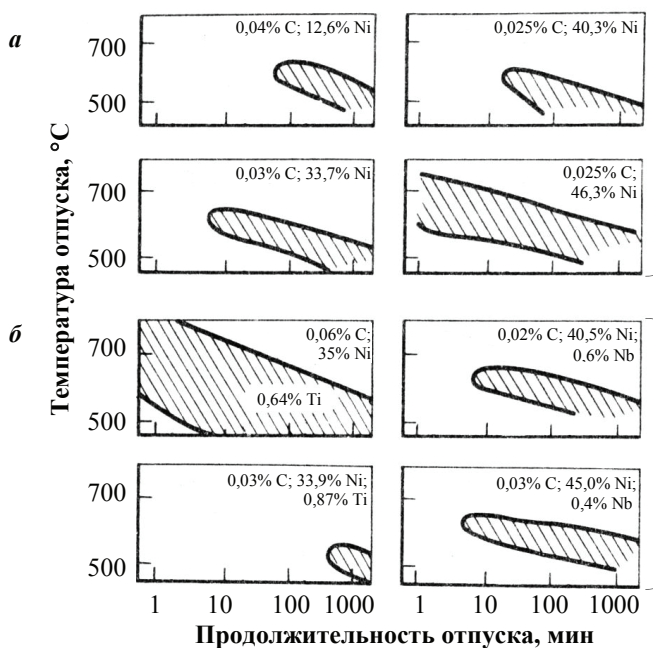 а
0,04% C; 12,6% Ni
0,025% C; 40,3% Ni
700
500
0,03% C; 33,7% Ni
0,025% C;
46,3% Ni
700
500
б
0,06% C;
35% Ni
0,64% Ti
0,02% C; 40,5% Ni;
0.6% Nb
700
500
0,03% C; 33,9% Ni;
0,87% Ti
0,03% C; 45,0% Ni;
0,4% Nb
700
500
1 10 100 1000
1 10 100 1000
Температура отпуска, °C
Продолжительность отпуска, мин